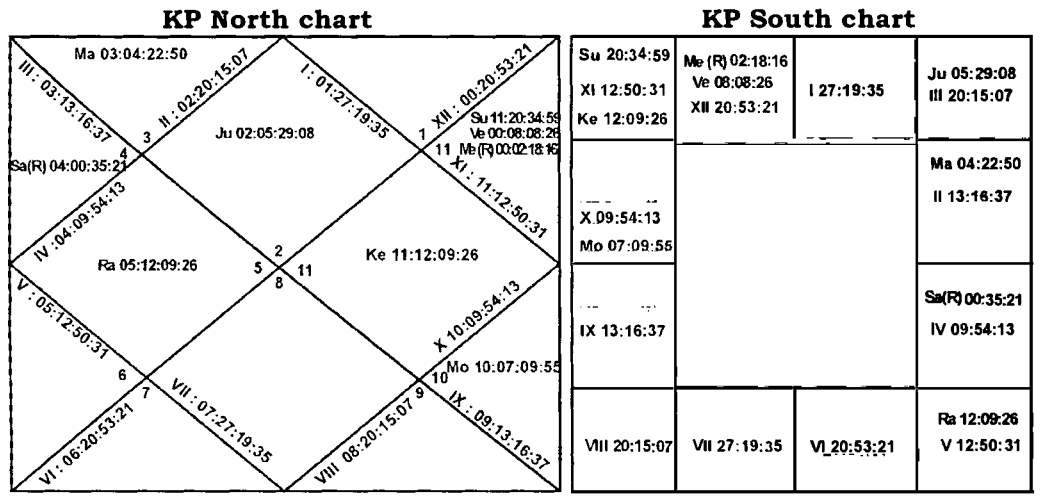 KP North chart
Ma 03:04:22:50
III : 03:13:16:37
II : 02:20:15:07
I : 01:27:19:35
XII : 00:20:53:21
3
4
Ju 02:05:29:08
7
11
Su 11:20:34:59
Ve 00:08:08:26
Me (R) 00:02:18:16
Sa(R) 04:00:35:21
IV :04:09:54:13
XI : 11:12:50:31
Ra 05:12:09:26
2
5
11
8
Ke 11:12:09:26
V : 05:12:50:31
X 10:09:54:13
6
7
10
9
Mo 10:07:09:55
VI : 06:20:53:21
VII : 07:27:19:35
VIII 08:20:15:07
IX : 09:13:16:37
KP South chart
Su 20:34:59
XI 12:50:31
Ke 12:09:26
Me (R) 02:18:16
Ve 08:08:26
XII 20:53:21
I 27:19:35
Ju 05:29:08
III 20:15:07
X 09:54:13
Mo 07:09:55
Ma 04:22:50
II 13:16:37
IX 13:16:37
Sa(R) 00:35:21
IV 09:54:13
VIII 20:15:07
VII 27:19:35
VI 20:53:21
Ra 12:09:26
V 12:50:31